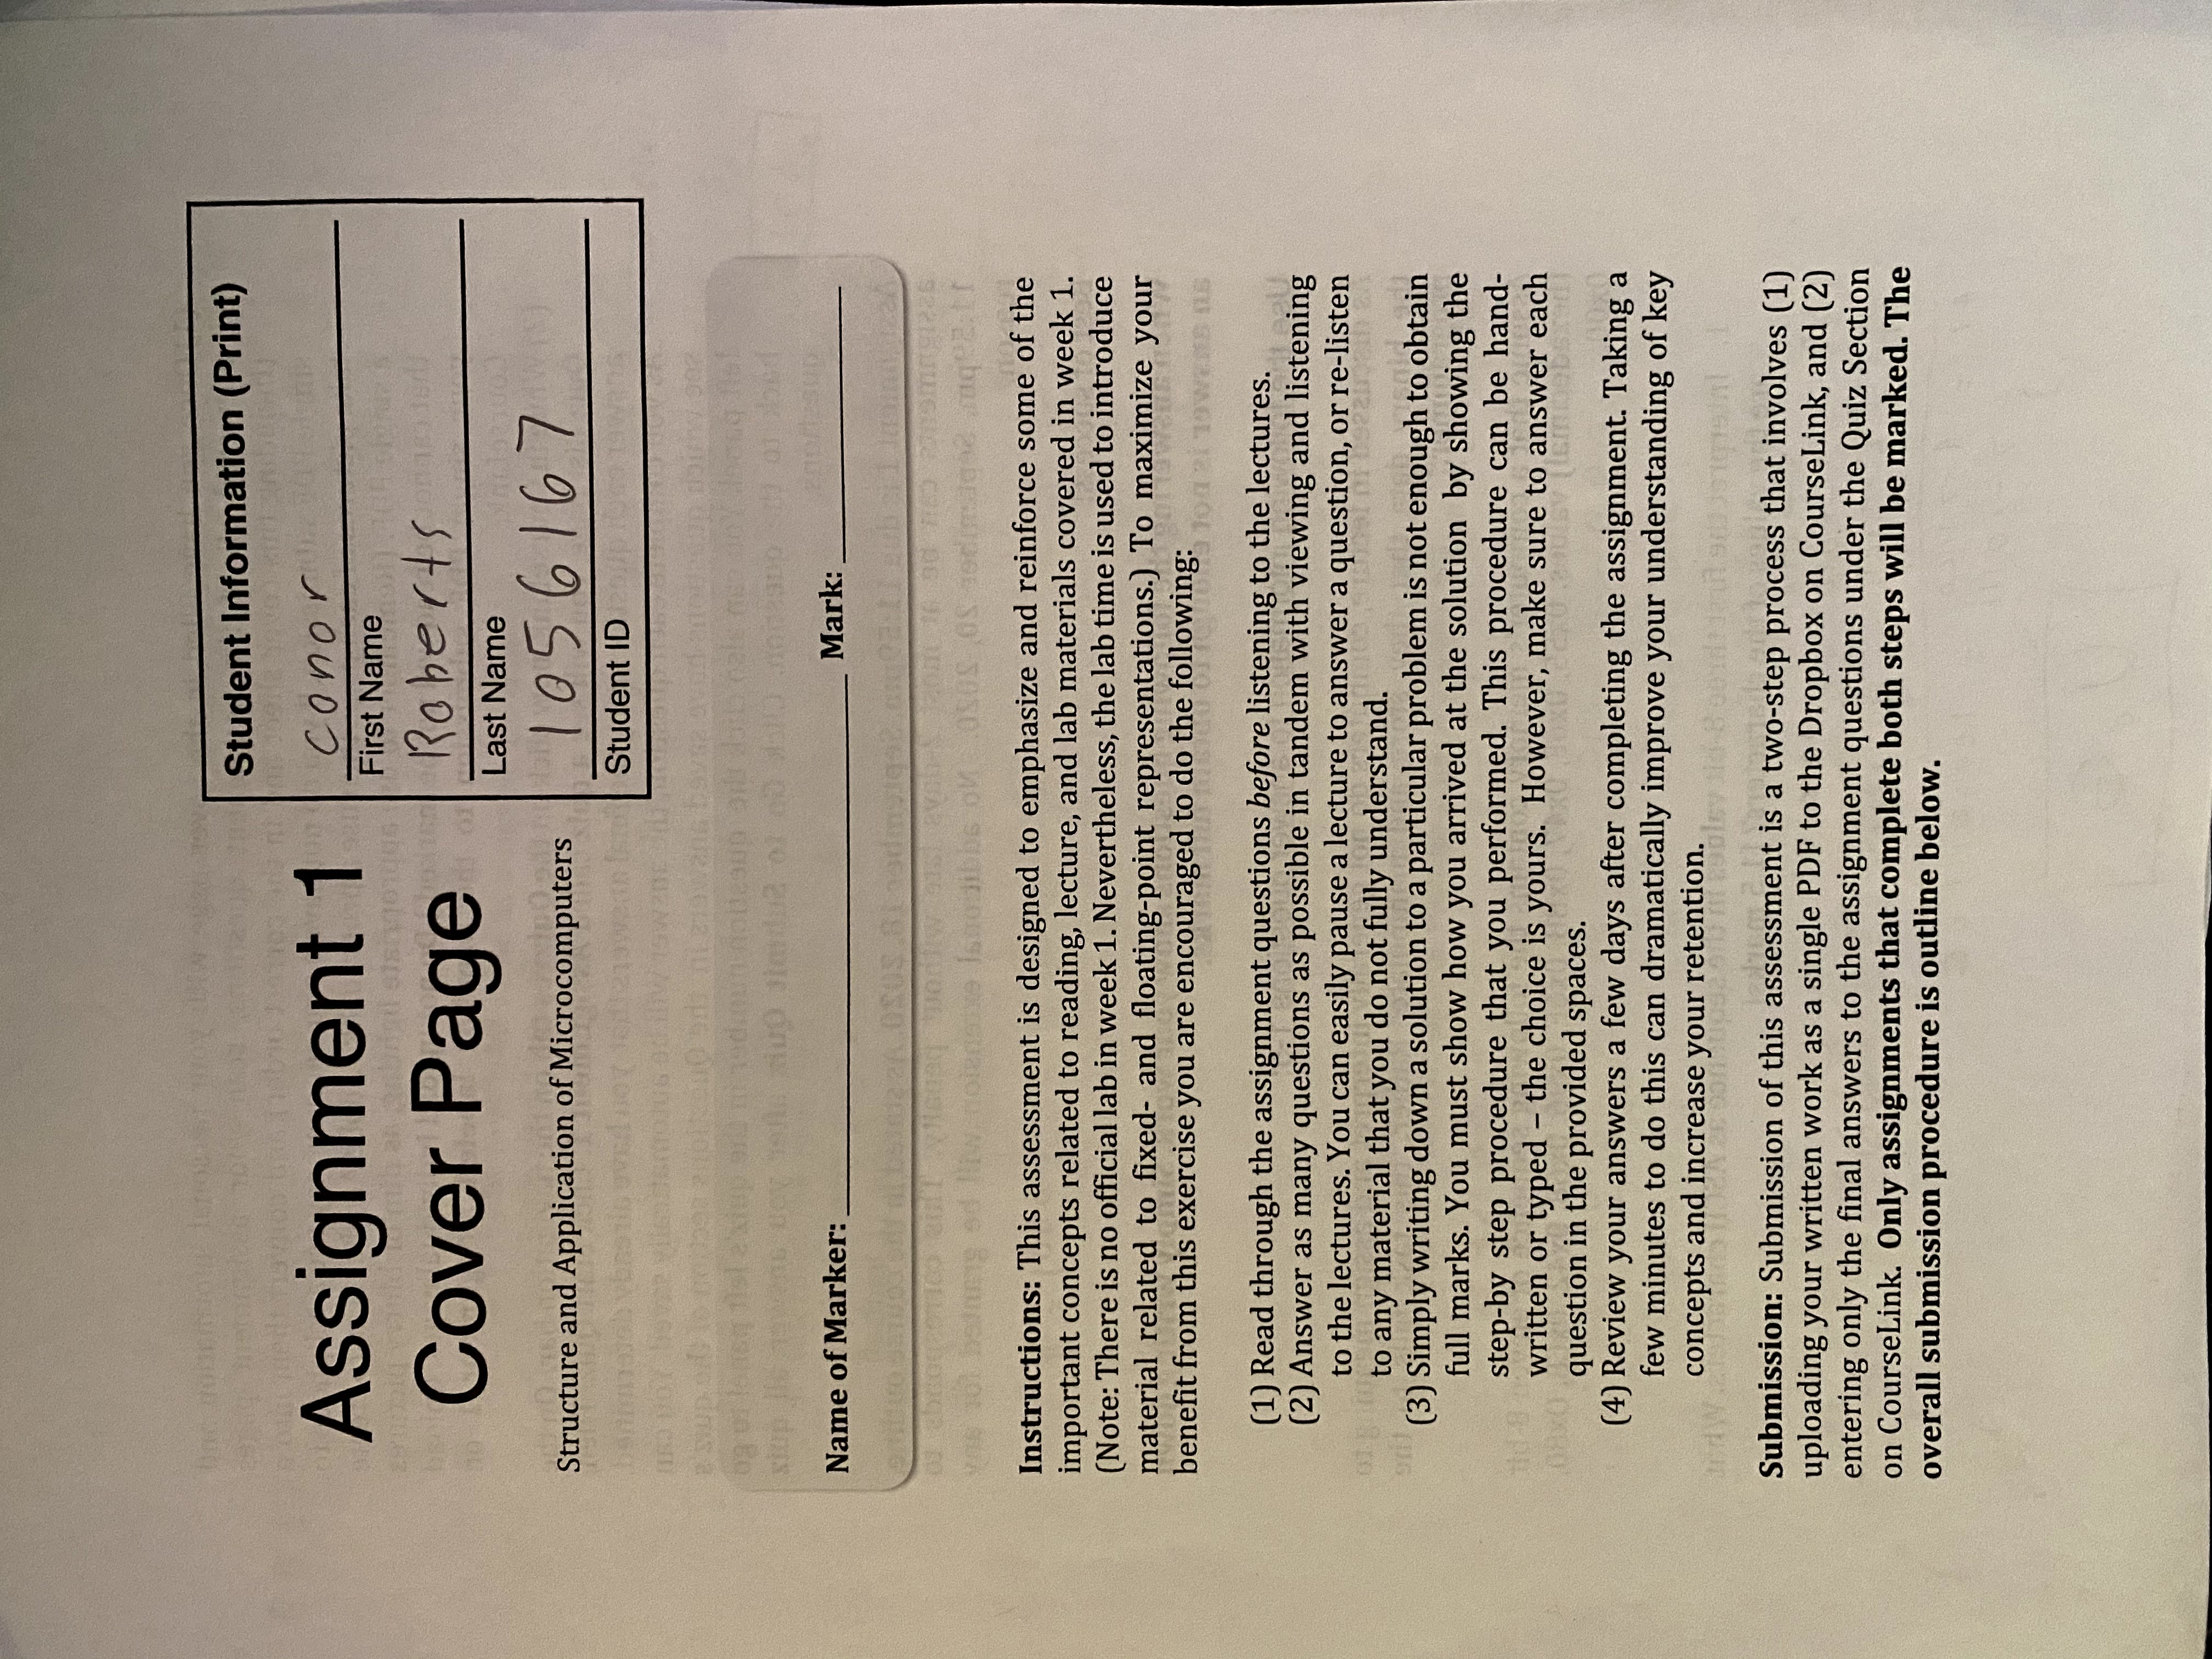 Student Information (Print)
Conor
First Name
Roberts
Last Name
1056167
Student ID
Assignment 1
Cover Page
Structure and Application of Microcomputers
Name of Marker: Mark:
Instructions: This assessment is designed to emphasize and reinforce some of the
important concepts related to reading, lecture, and lab materials covered in week 1.
(Note: There is no official lab in week 1. Nevertheless, the lab time is used to introduce
material related to fixed- and floating-point representations.) To maximize your
benefit from this exercise you are encouraged to do the following:
(1) Read through the assignment questions before listening to the lectures.
(2) Answer as many questions as possible in tandem with viewing and listening
to the lectures. You can easily pause a lecture to answer a question, or re-listen
to any material that you do not fully understand.
(3) Simply writing down a solution to a particular problem is not enough to obtain
full marks. You must show how you arrived at the solution by showing the
step-by step procedure that you performed. This procedure can be hand-
written or typed – the choice is yours. However, make sure to answer each
question in the provided spaces.
(4) Review your answers a few days after completing the assignment. Taking a
few minutes to do this can dramatically improve your understanding of key
concepts and increase your retention.
Submission: Submission of this assessment is a two-step process that involves (1)
uploading your written work as a single PDF to the Dropbox on CourseLink, and (2)
entering only the final answers to the assignment questions under the Quiz Section
on CourseLink. Only assignments that complete both steps will be marked. The
overall submission procedure is outline below.